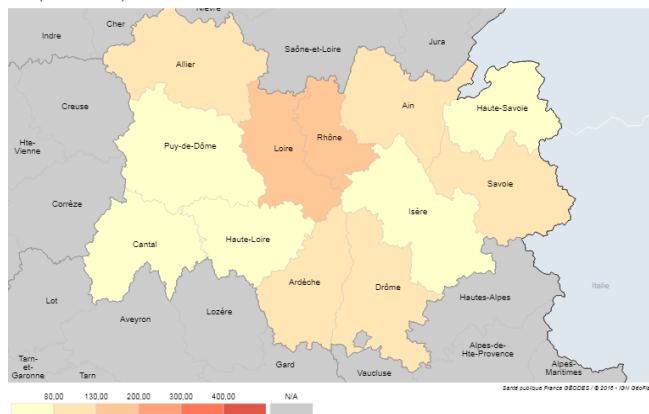 Nièvre
Cher
Indre
Saône-et-Loire
Jura
Allier
Creuse
Ain
Haute-Savoie
Rhône
Hte-
Vienne
Puy-de-Dôme
Loire
Savoie
Corrèze
Isère
Cantal
Haute-Loire
Ardèche
Drôme
Italie
Lot
Aveyron
Lozère
Hautes-Alpes
Alpes-de-
Hte-Provence
Tarn-
et-
Garonne
Tarn
Gard
Vaucluse
Alpes-
Maritimes
Santé publique France GÉODES / © 2016 - IGN GéoFla
80,00 130,00 200,00 300,00 400,00 N/A